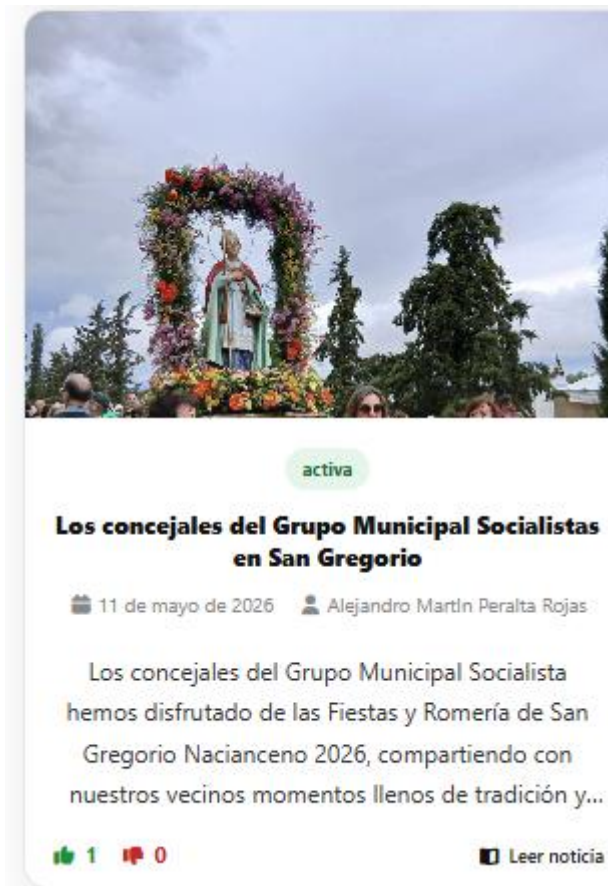 activa
Los concejales del Grupo Municipal Socialistas
en San Gregorio
11 de mayo de 2026 Alejandro Martín Peralta Rojas
Los concejales del Grupo Municipal Socialista
hemos disfrutado de las Fiestas y Romería de San
Gregorio Nacianceno 2026, compartiendo con
nuestros vecinos momentos llenos de tradición y...
1 0 Leer noticia